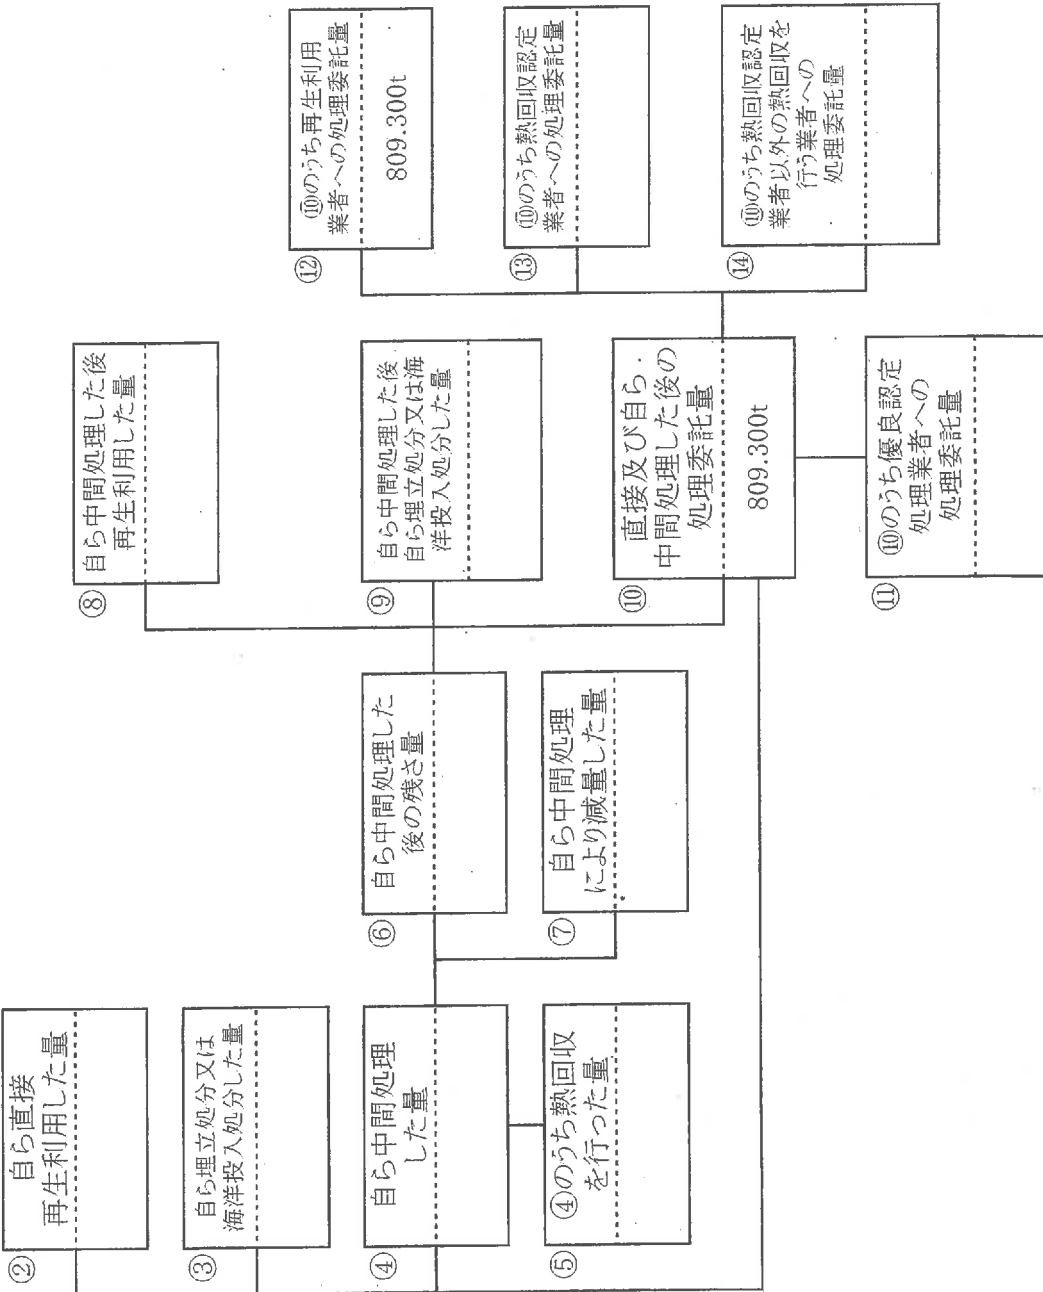 ②
自ら直接
再生利用した量
③
自ら埋立処分又は
海洋投入処分した量
④
自ら中間処理
した量
⑤
④のうち熱回収
を行った量
⑥
自ら中間処理した
後の残さ量
⑦
自ら中間処理
により減量した量
⑧
自ら中間処理した後
再生利用した量
⑨
自ら中間処理した後
自ら埋立処分又は海
洋投入処分した量
⑩
直接及び自ら
中間処理した後の
処理委託量
809.300t
⑪
⑩のうち優良認定
処理業者への
処理委託量
⑫
⑩のうち再生利用
業者への処理委託量
809.300t
⑬
⑩のうち熱回収認定
業者への処理委託量
⑭
⑩のうち熱回収認定
業者以外の熱回収を
行う業者への
処理委託量